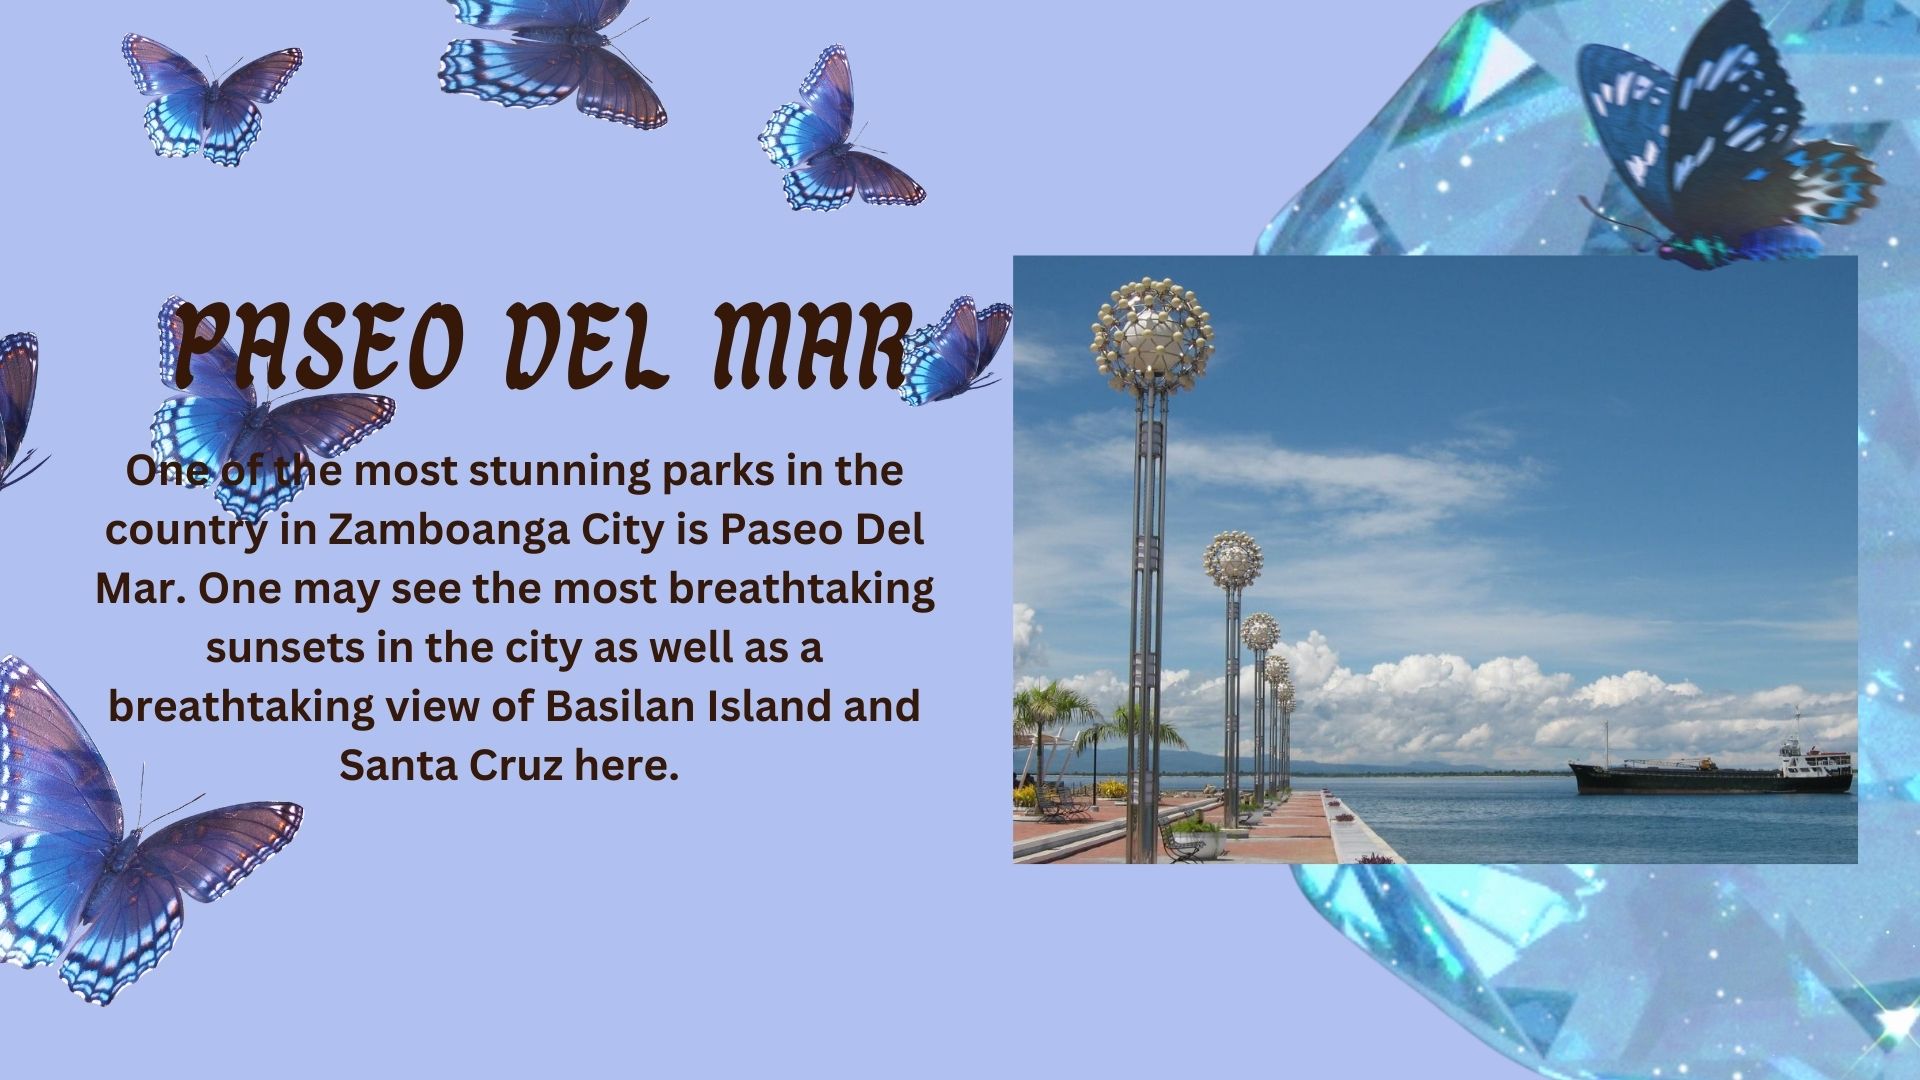 PASEO DEL MAR
One of the most stunning parks in the
country in Zamboanga City is Paseo Del
Mar. One may see the most breathtaking
sunsets in the city as well as a
breathtaking view of Basilan Island and
Santa Cruz here.